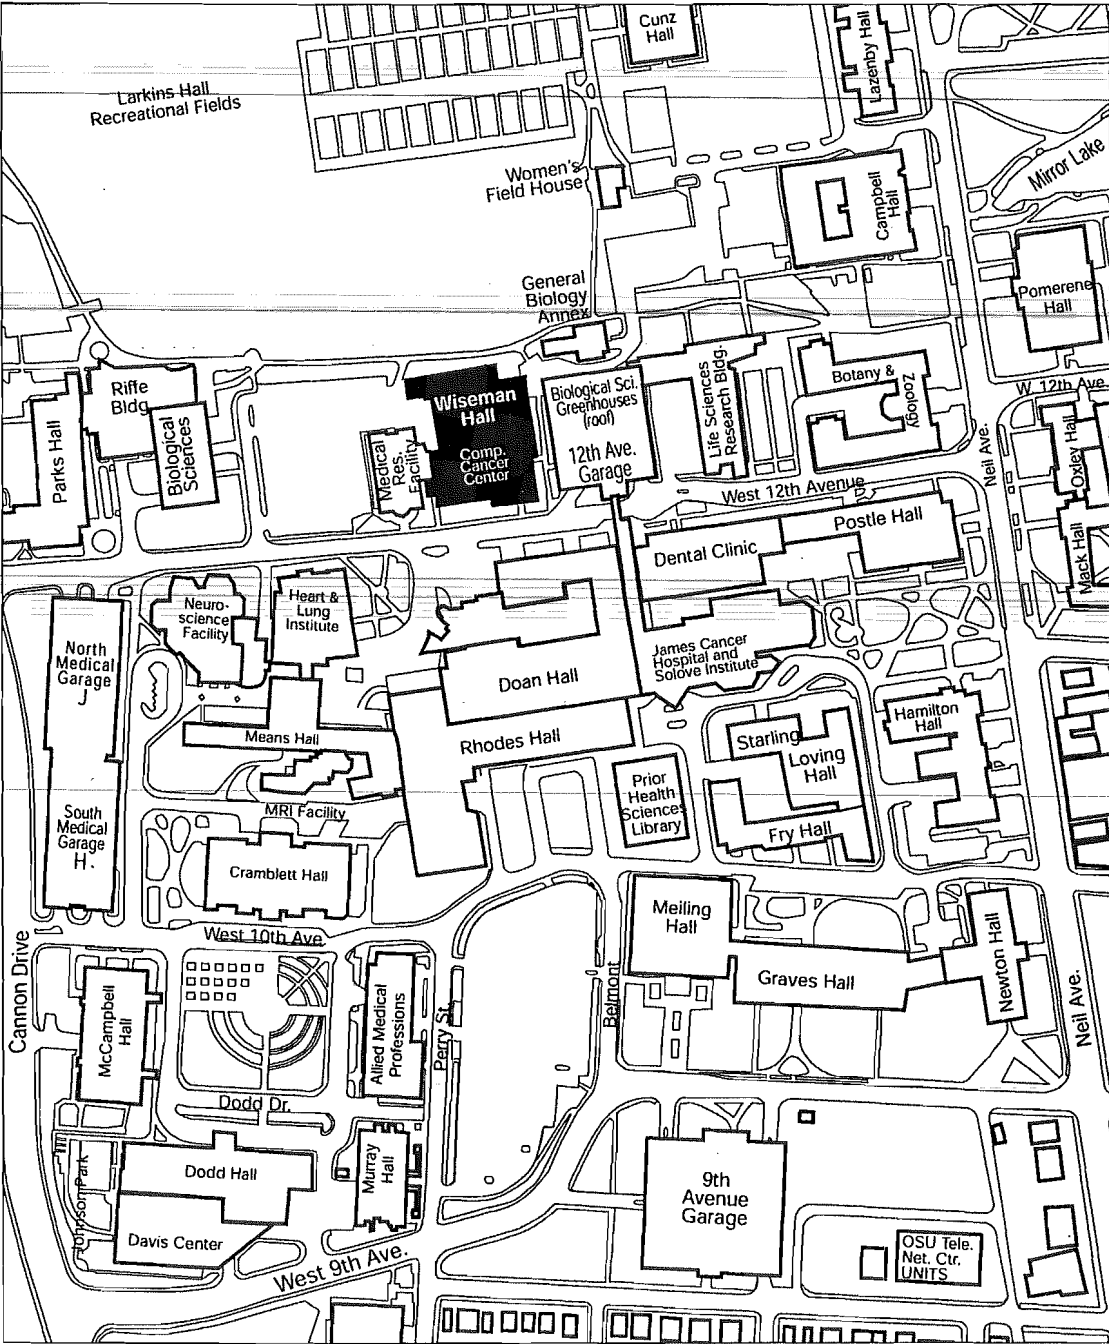 Cunz
Hall
Lazenby Hall
Larkins Hall
Recreational Fields
Mirror Lake
Women's
Field House
Campbell
Hall
General
Biology
Annex
Pomerene
Hall
Riffe
Bldg.
Parks Hall
Biological
Sciences
Wiseman
Hall
Comp.
Cancer
Center
Medical
Res.
Facility
Biological Sci.
Greenhouses
(roof)
12th Ave.
Garage
Life Sciences
Research Bldg.
Botany &
Zoology
W. 12th Ave.
Oxley Hall
Neil Ave.
West 12th Avenue
Mack Hall
Postle Hall
Dental Clinic
Neuro-
science
Facility
Heart &
Lung
Institute
North
Medical
Garage
J
James Cancer
Hospital and
Solove Institute
Doan Hall
Hamilton
Hall
Means Hall
Rhodes Hall
Starling
Loving
Hall
Prior
Health
Sciences
Library
MRI Facility
South
Medical
Garage
H.
Fry Hall
Cramblett Hall
Meiling
Hall
West 10th Ave
Newton Hall
Graves Hall
Cannon Drive
McCampbell
Hall
Allied Medical
Professions
Perry St.
Belmont
Neil Ave.
Dodd Dr.
Johnson Park
Dodd Hall
Murray
Hall
9th
Avenue
Garage
Davis Center
West 9th Ave.
OSU Tele.
Net. Ctr.
UNITS